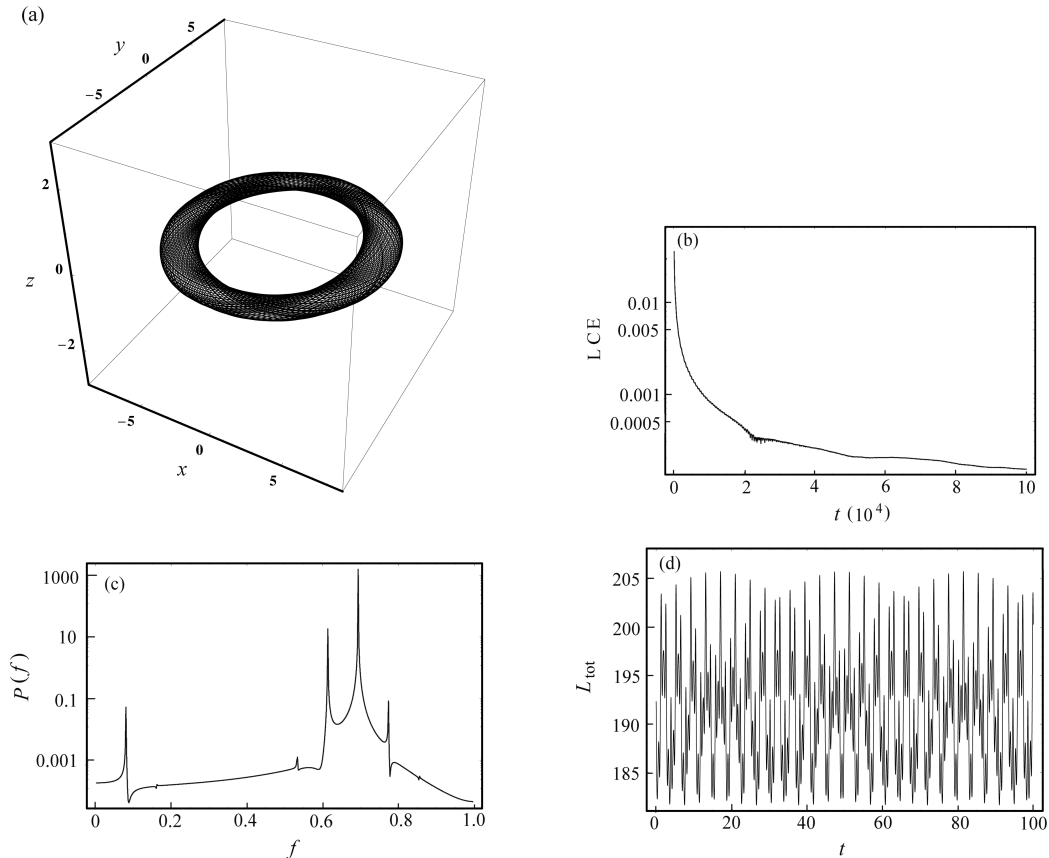 (a)
5
y
0
−5
2
z
0
−2
−5
0
x
5
(b)
0.01
0.005
LCE
0.001
0.0005
0 2 4 6 8 10
t (10⁴)
(c)
1000
10
P(f)
0.1
0.001
0 0.2 0.4 0.6 0.8 1.0
f
(d)
205
200
195
L_tot
190
185
0 20 40 60 80 100
t